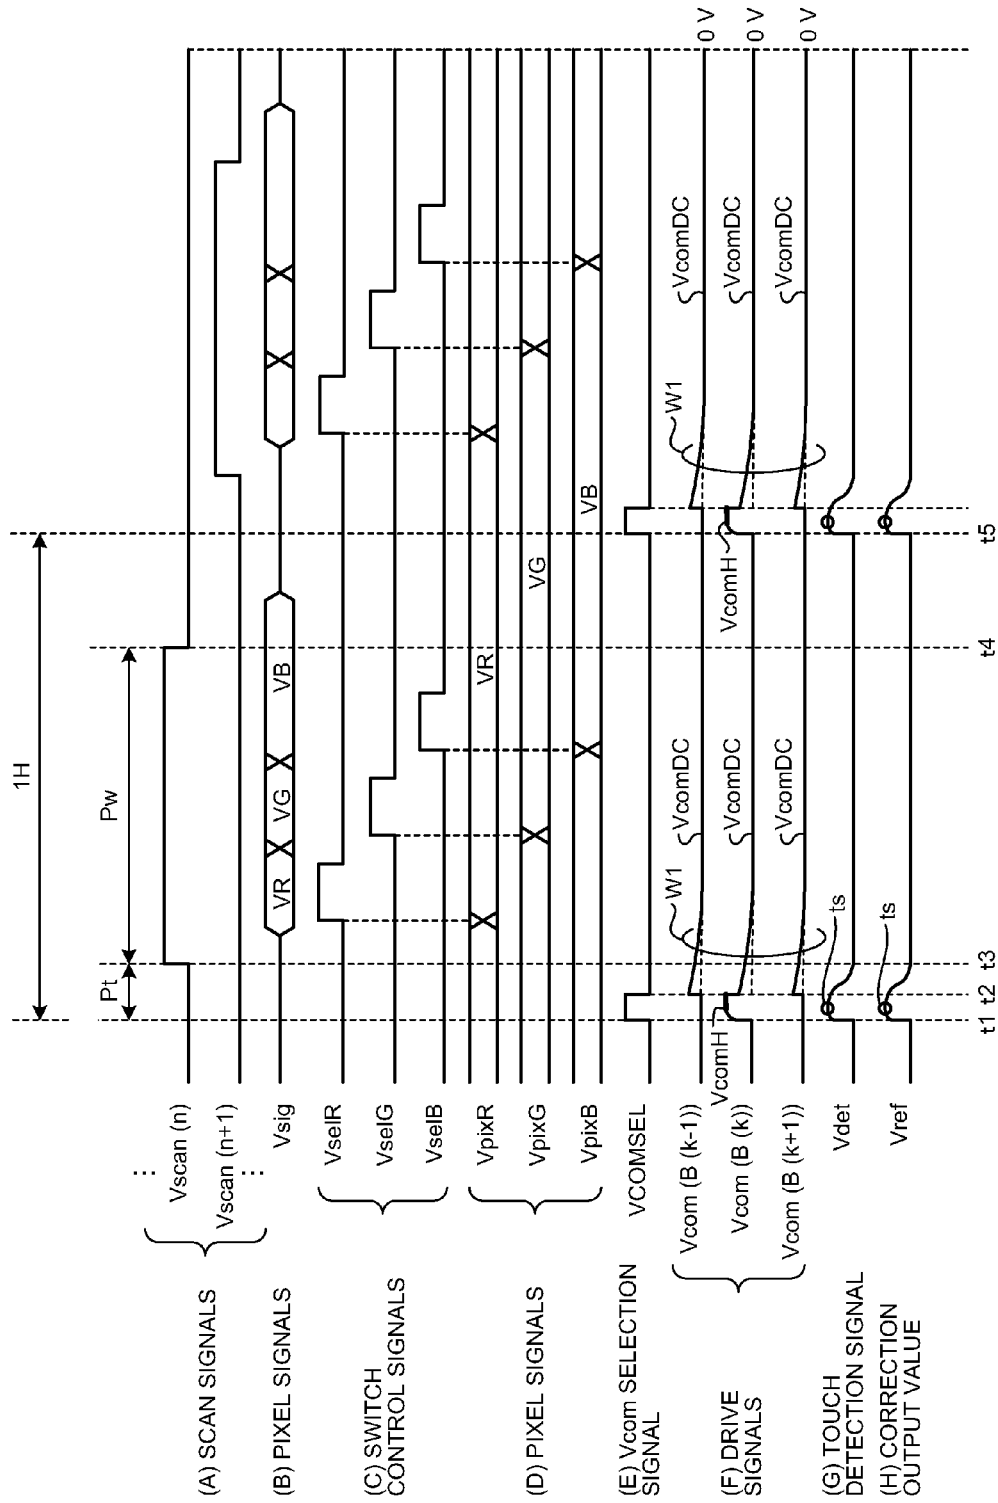 1H
Pt
Pw
(A) SCAN SIGNALS
⋯
Vscan (n)
Vscan (n+1)
⋯
(B) PIXEL SIGNALS
Vsig
VR
VG
VB
(C) SWITCH
CONTROL SIGNALS
VselR
VselG
VselB
(D) PIXEL SIGNALS
VpixR
VR
VpixG
VG
VpixB
VB
(E) Vcom SELECTION
SIGNAL
VCOMSEL
(F) DRIVE
SIGNALS
W1
W1
Vcom (B (k-1))
VcomDC
VcomDC
0 V
Vcom (B (k))
VcomH
VcomDC
VcomH
VcomDC
0 V
Vcom (B (k+1))
VcomDC
VcomDC
0 V
(G) TOUCH
DETECTION SIGNAL
Vdet
ts
(H) CORRECTION
OUTPUT VALUE
Vref
ts
t1
t2
t3
t4
t5